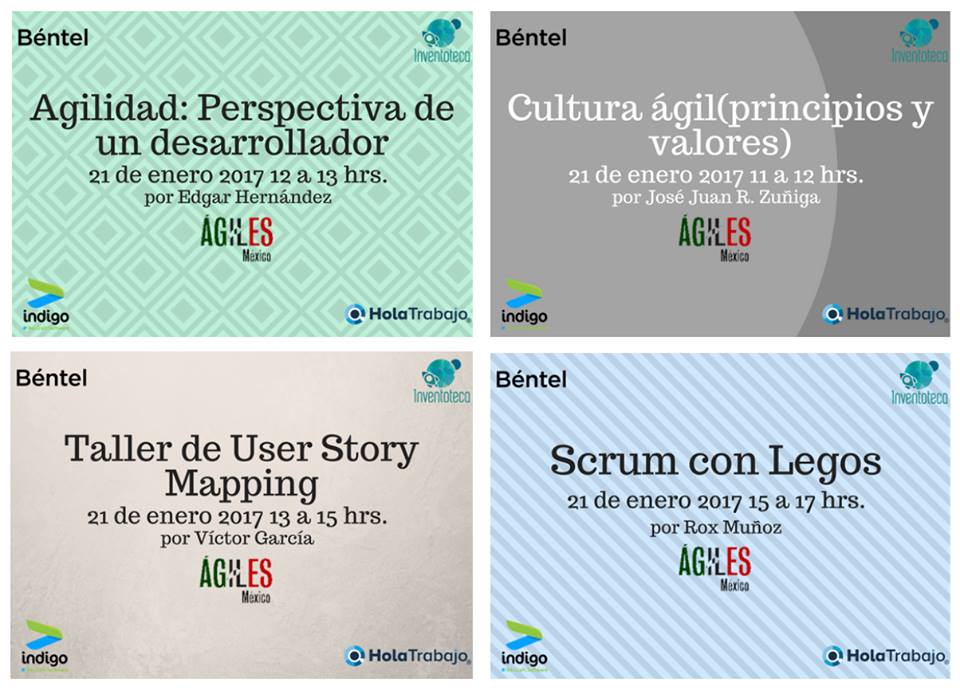 Béntel
Inventoteca
Agilidad: Perspectiva de
un desarrollador
21 de enero 2017 12 a 13 hrs.
por Edgar Hernández
ÁGILES
México
indigo
HolaTrabajo
Béntel
Inventoteca
Cultura ágil(principios y
valores)
21 de enero 2017 11 a 12 hrs.
por José Juan R. Zuñiga
ÁGILES
México
indigo
HolaTrabajo
Béntel
Inventoteca
Taller de User Story
Mapping
21 de enero 2017 13 a 15 hrs.
por Víctor García
ÁGILES
México
indigo
HolaTrabajo
Béntel
Inventoteca
Scrum con Legos
21 de enero 2017 15 a 17 hrs.
por Rox Muñoz
ÁGILES
México
indigo
HolaTrabajo